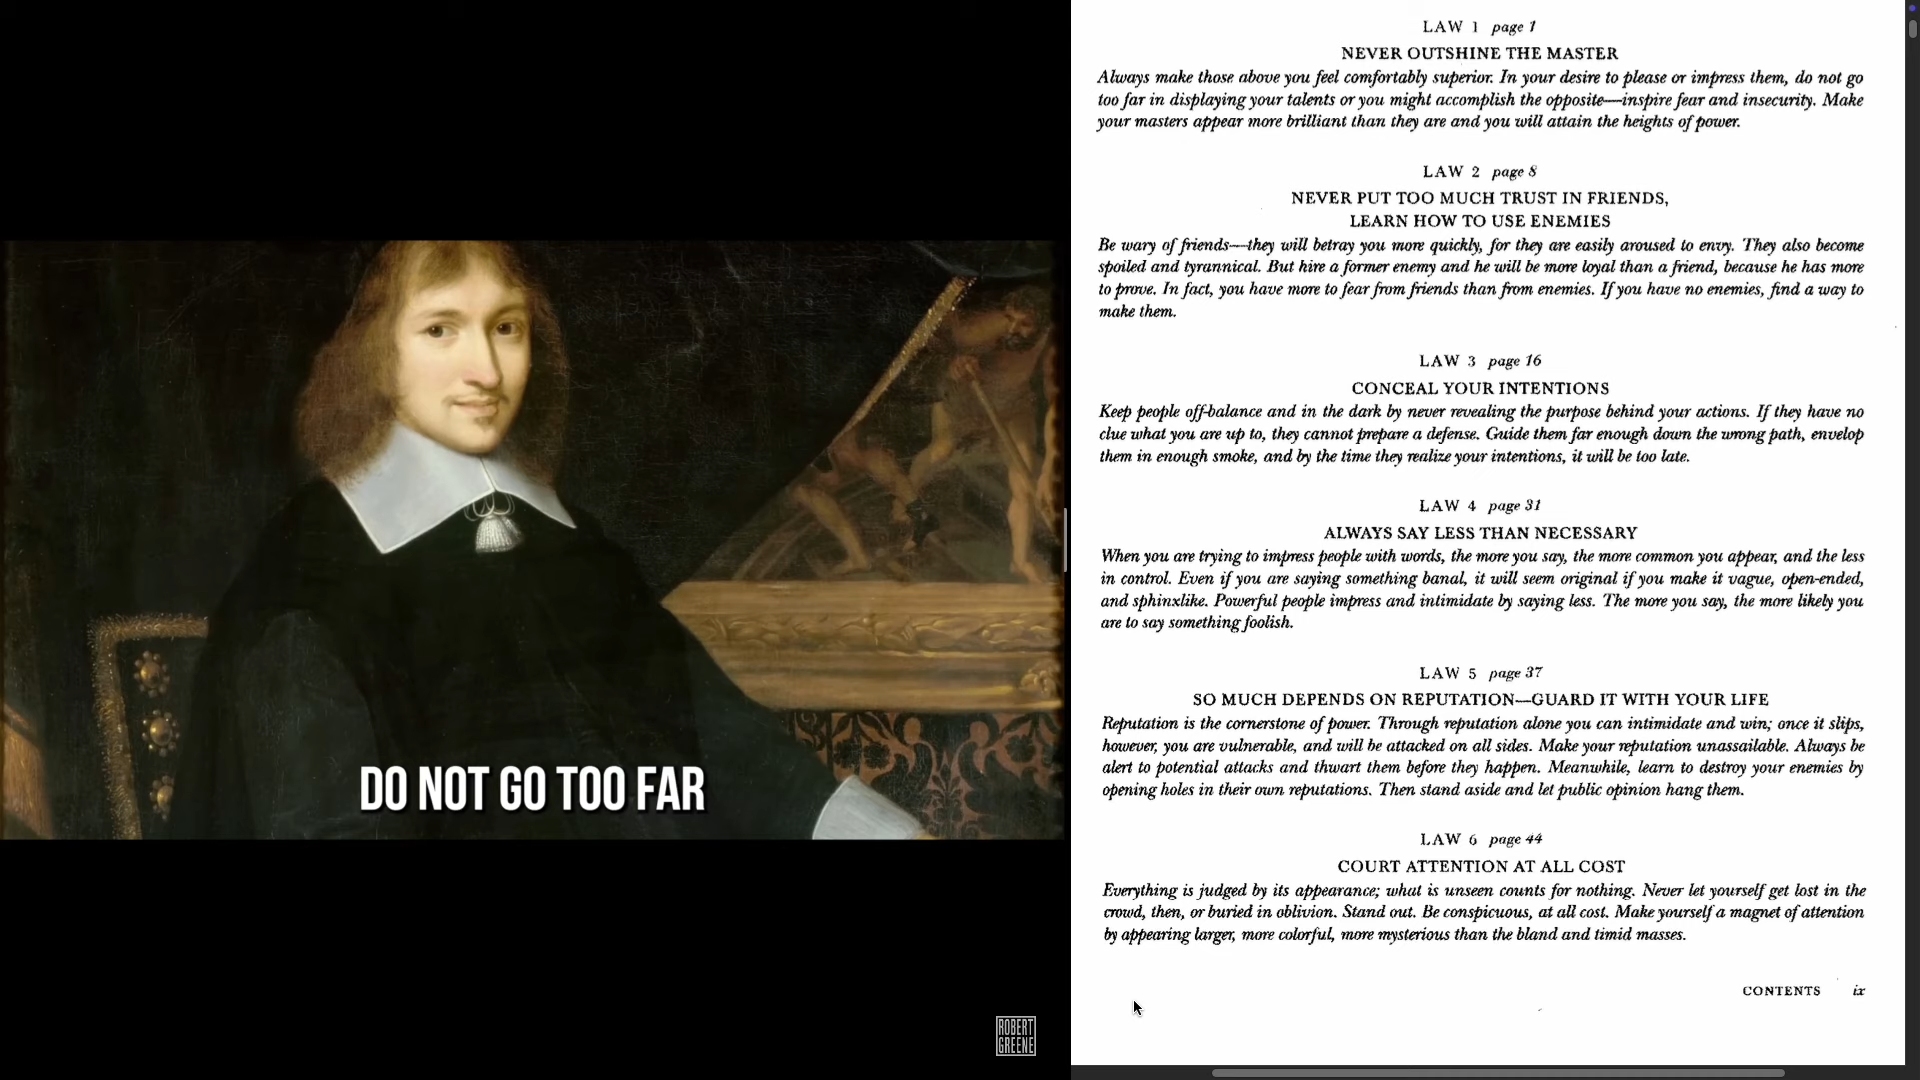 DO NOT GO TOO FAR
ROBERT
GREENE
LAW 1 page 1
NEVER OUTSHINE THE MASTER
Always make those above you feel comfortably superior. In your desire to please or impress them, do not go
too far in displaying your talents or you might accomplish the opposite—inspire fear and insecurity. Make
your masters appear more brilliant than they are and you will attain the heights of power.
LAW 2 page 8
NEVER PUT TOO MUCH TRUST IN FRIENDS,
LEARN HOW TO USE ENEMIES
Be wary of friends—they will betray you more quickly, for they are easily aroused to envy. They also become
spoiled and tyrannical. But hire a former enemy and he will be more loyal than a friend, because he has more
to prove. In fact, you have more to fear from friends than from enemies. If you have no enemies, find a way to
make them.
LAW 3 page 16
CONCEAL YOUR INTENTIONS
Keep people off-balance and in the dark by never revealing the purpose behind your actions. If they have no
clue what you are up to, they cannot prepare a defense. Guide them far enough down the wrong path, envelop
them in enough smoke, and by the time they realize your intentions, it will be too late.
LAW 4 page 31
ALWAYS SAY LESS THAN NECESSARY
When you are trying to impress people with words, the more you say, the more common you appear, and the less
in control. Even if you are saying something banal, it will seem original if you make it vague, open-ended,
and sphinxlike. Powerful people impress and intimidate by saying less. The more you say, the more likely you
are to say something foolish.
LAW 5 page 37
SO MUCH DEPENDS ON REPUTATION—GUARD IT WITH YOUR LIFE
Reputation is the cornerstone of power. Through reputation alone you can intimidate and win; once it slips,
however, you are vulnerable, and will be attacked on all sides. Make your reputation unassailable. Always be
alert to potential attacks and thwart them before they happen. Meanwhile, learn to destroy your enemies by
opening holes in their own reputations. Then stand aside and let public opinion hang them.
LAW 6 page 44
COURT ATTENTION AT ALL COST
Everything is judged by its appearance; what is unseen counts for nothing. Never let yourself get lost in the
crowd, then, or buried in oblivion. Stand out. Be conspicuous, at all cost. Make yourself a magnet of attention
by appearing larger, more colorful, more mysterious than the bland and timid masses.
CONTENTS ix